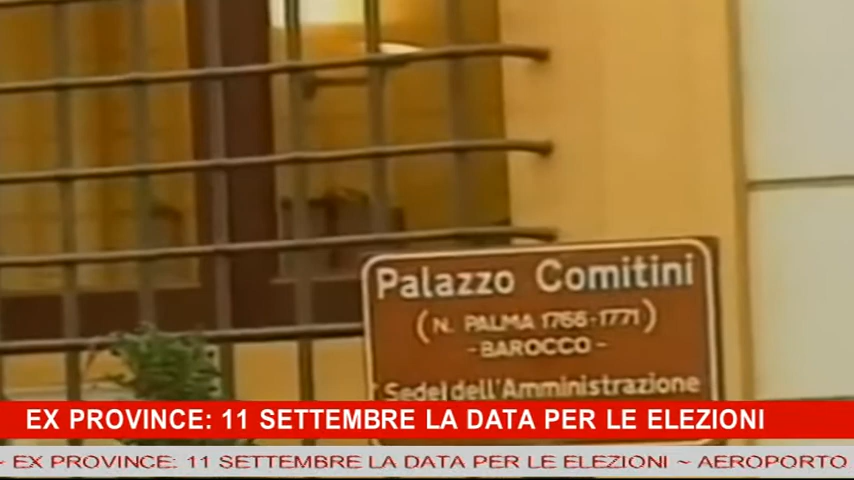 Palazzo Comitini
(N. PALMA 1766-1771)
- BAROCCO -
Sede dell'Amministrazione
EX PROVINCE: 11 SETTEMBRE LA DATA PER LE ELEZIONI
~ EX PROVINCE: 11 SETTEMBRE LA DATA PER LE ELEZIONI ~ AEROPORTO